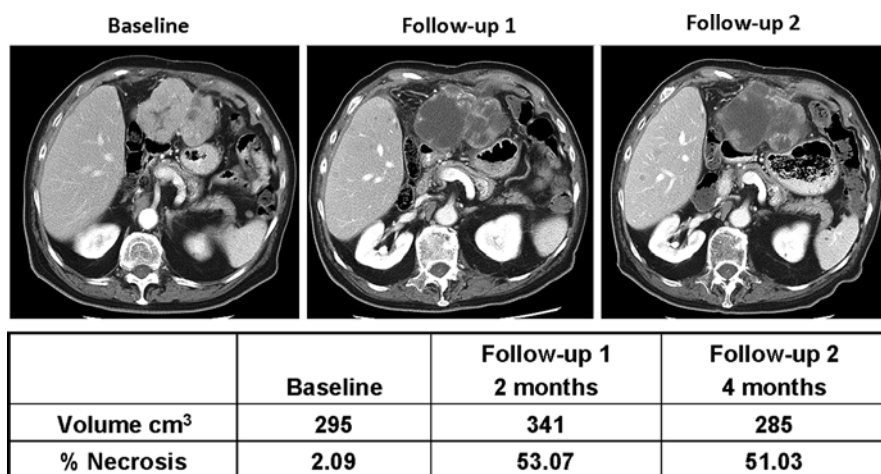 Baseline Follow-up 1 Follow-up 2
Baseline Follow-up 1 2 months Follow-up 2 4 months
Volume cm³ 295 341 285
% Necrosis 2.09 53.07 51.03